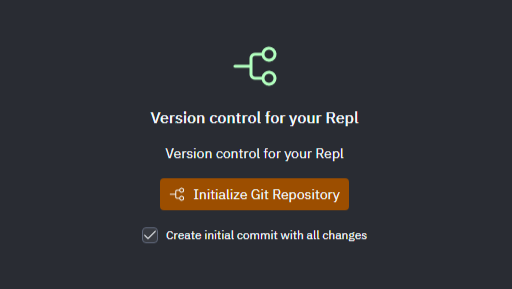 Version control for your Repl
Version control for your Repl
Initialize Git Repository
Create initial commit with all changes